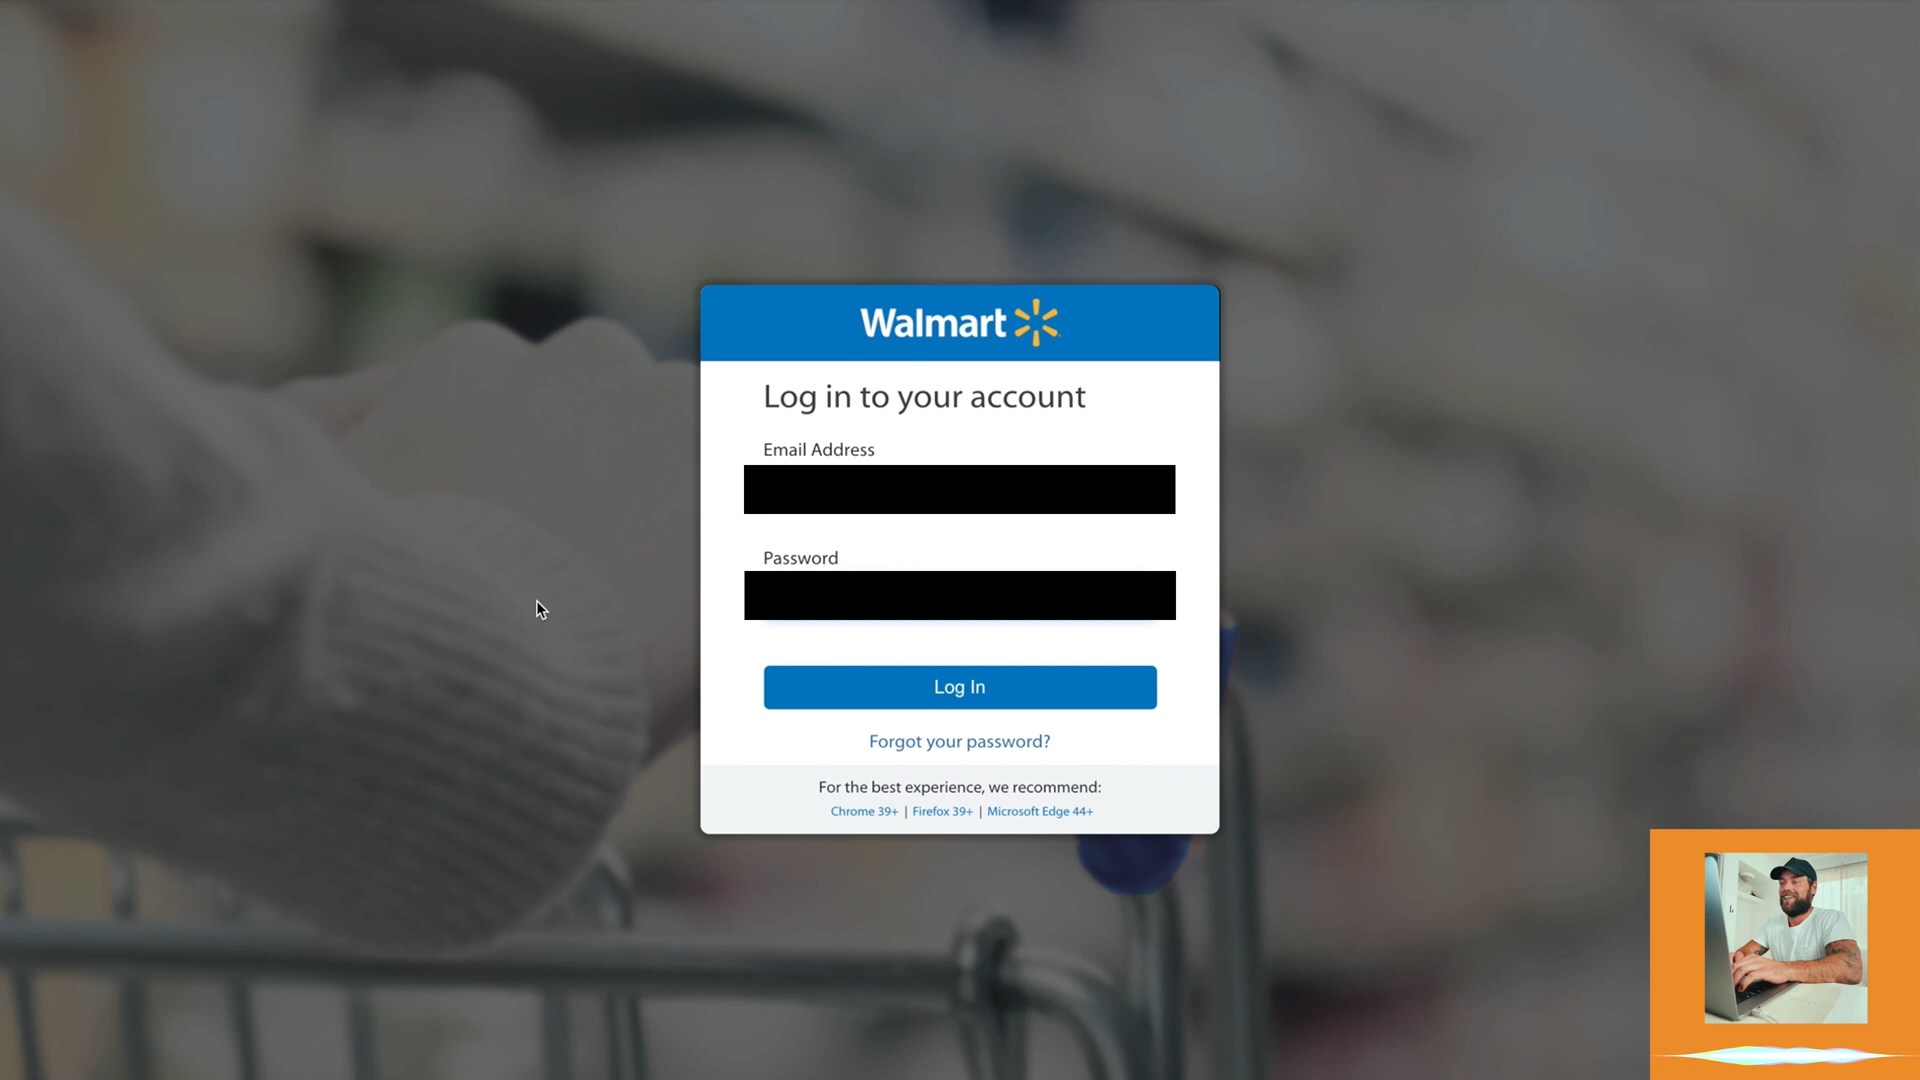 Walmart
Log in to your account
Email Address
Password
Log In
Forgot your password?
For the best experience, we recommend:
Chrome 39+ | Firefox 39+ | Microsoft Edge 44+